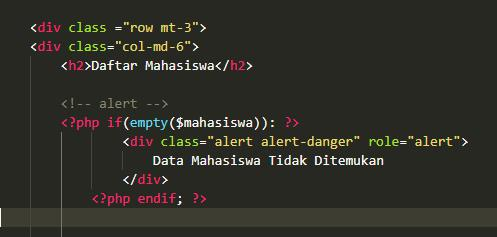 <div class ="row mt-3">
<div class="col-md-6">
<h2>Daftar Mahasiswa</h2>
<!-- alert -->
<?php if(empty($mahasiswa)): ?>
<div class="alert alert-danger" role="alert">
Data Mahasiswa Tidak Ditemukan
</div>
<?php endif; ?>